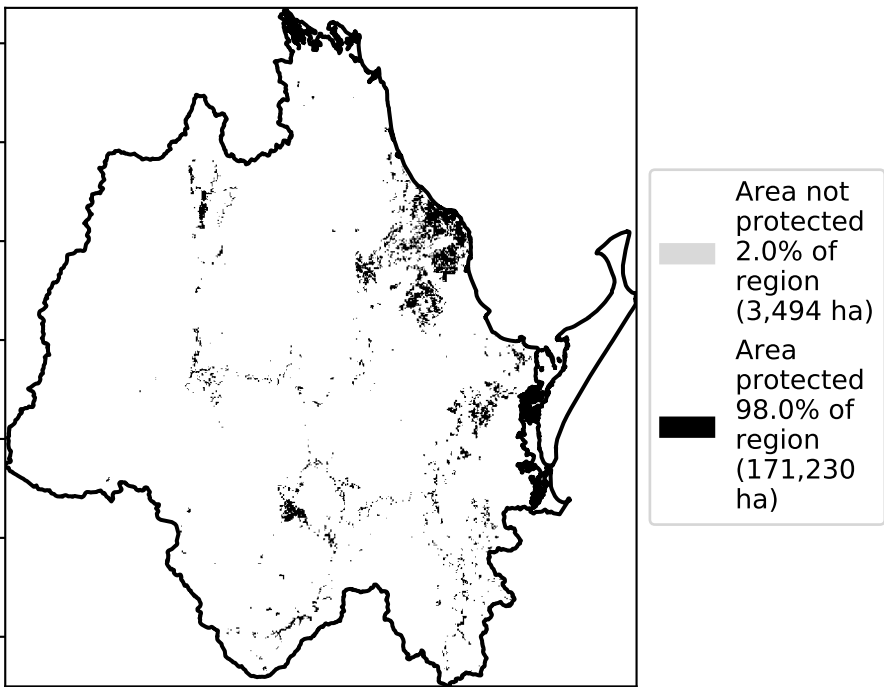 Area not
protected
2.0% of
region
(3,494 ha)
Area
protected
98.0% of
region
(171,230
ha)